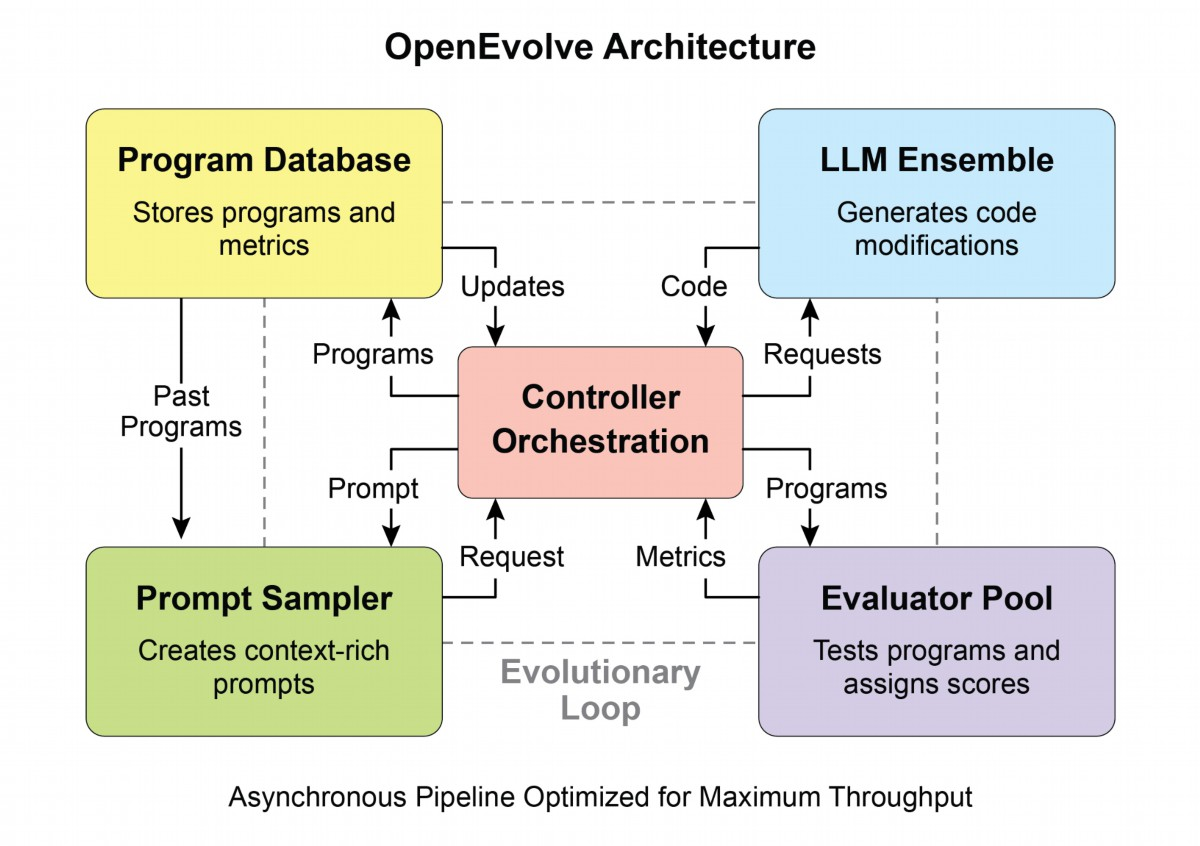 OpenEvolve Architecture
Program Database
Stores programs and
metrics
LLM Ensemble
Generates code
modifications
Updates
Code
Programs
Requests
Past
Programs
Controller
Orchestration
Prompt
Programs
Request
Metrics
Prompt Sampler
Creates context-rich
prompts
Evaluator Pool
Tests programs and
assigns scores
Evolutionary
Loop
Asynchronous Pipeline Optimized for Maximum Throughput